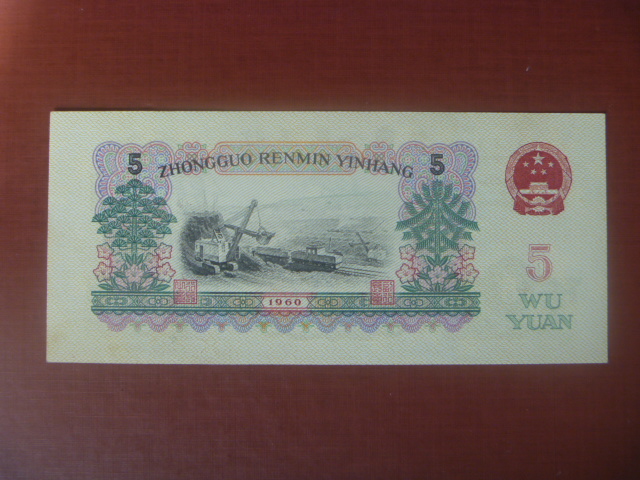 5 ZHONGGUO RENMIN YINHANG 5
5
WU
YUAN
1960